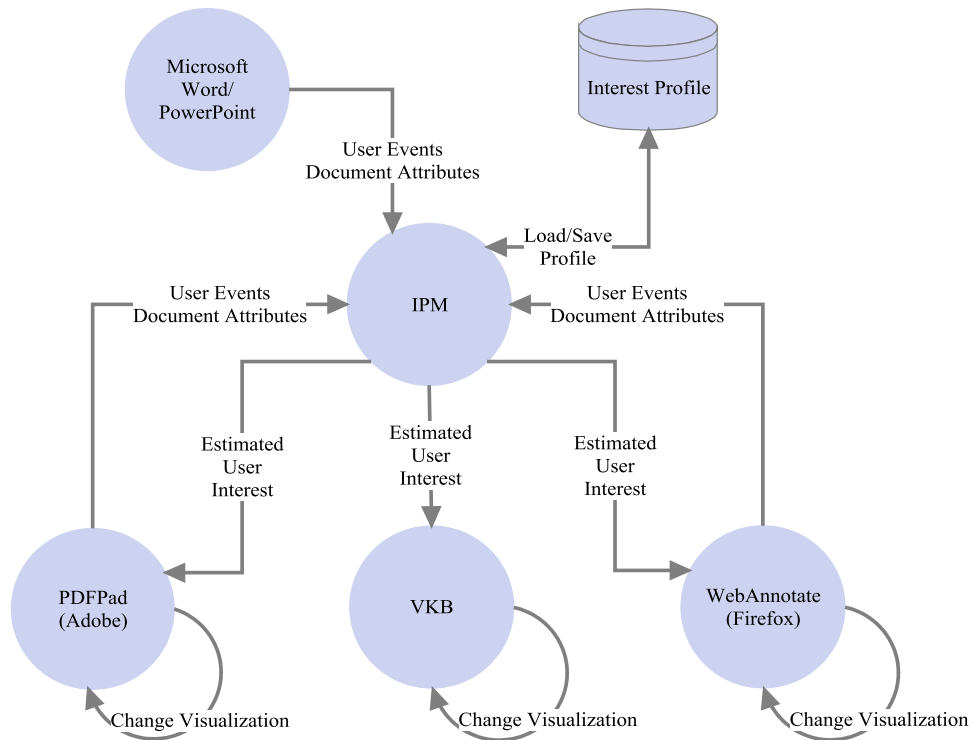 Microsoft
Word/
PowerPoint
Interest Profile
User Events
Document Attributes
Load/Save
Profile
User Events
Document Attributes
IPM
User Events
Document Attributes
Estimated
User
Interest
Estimated
User
Interest
Estimated
User
Interest
PDFPad
(Adobe)
VKB
WebAnnotate
(Firefox)
Change Visualization
Change Visualization
Change Visualization